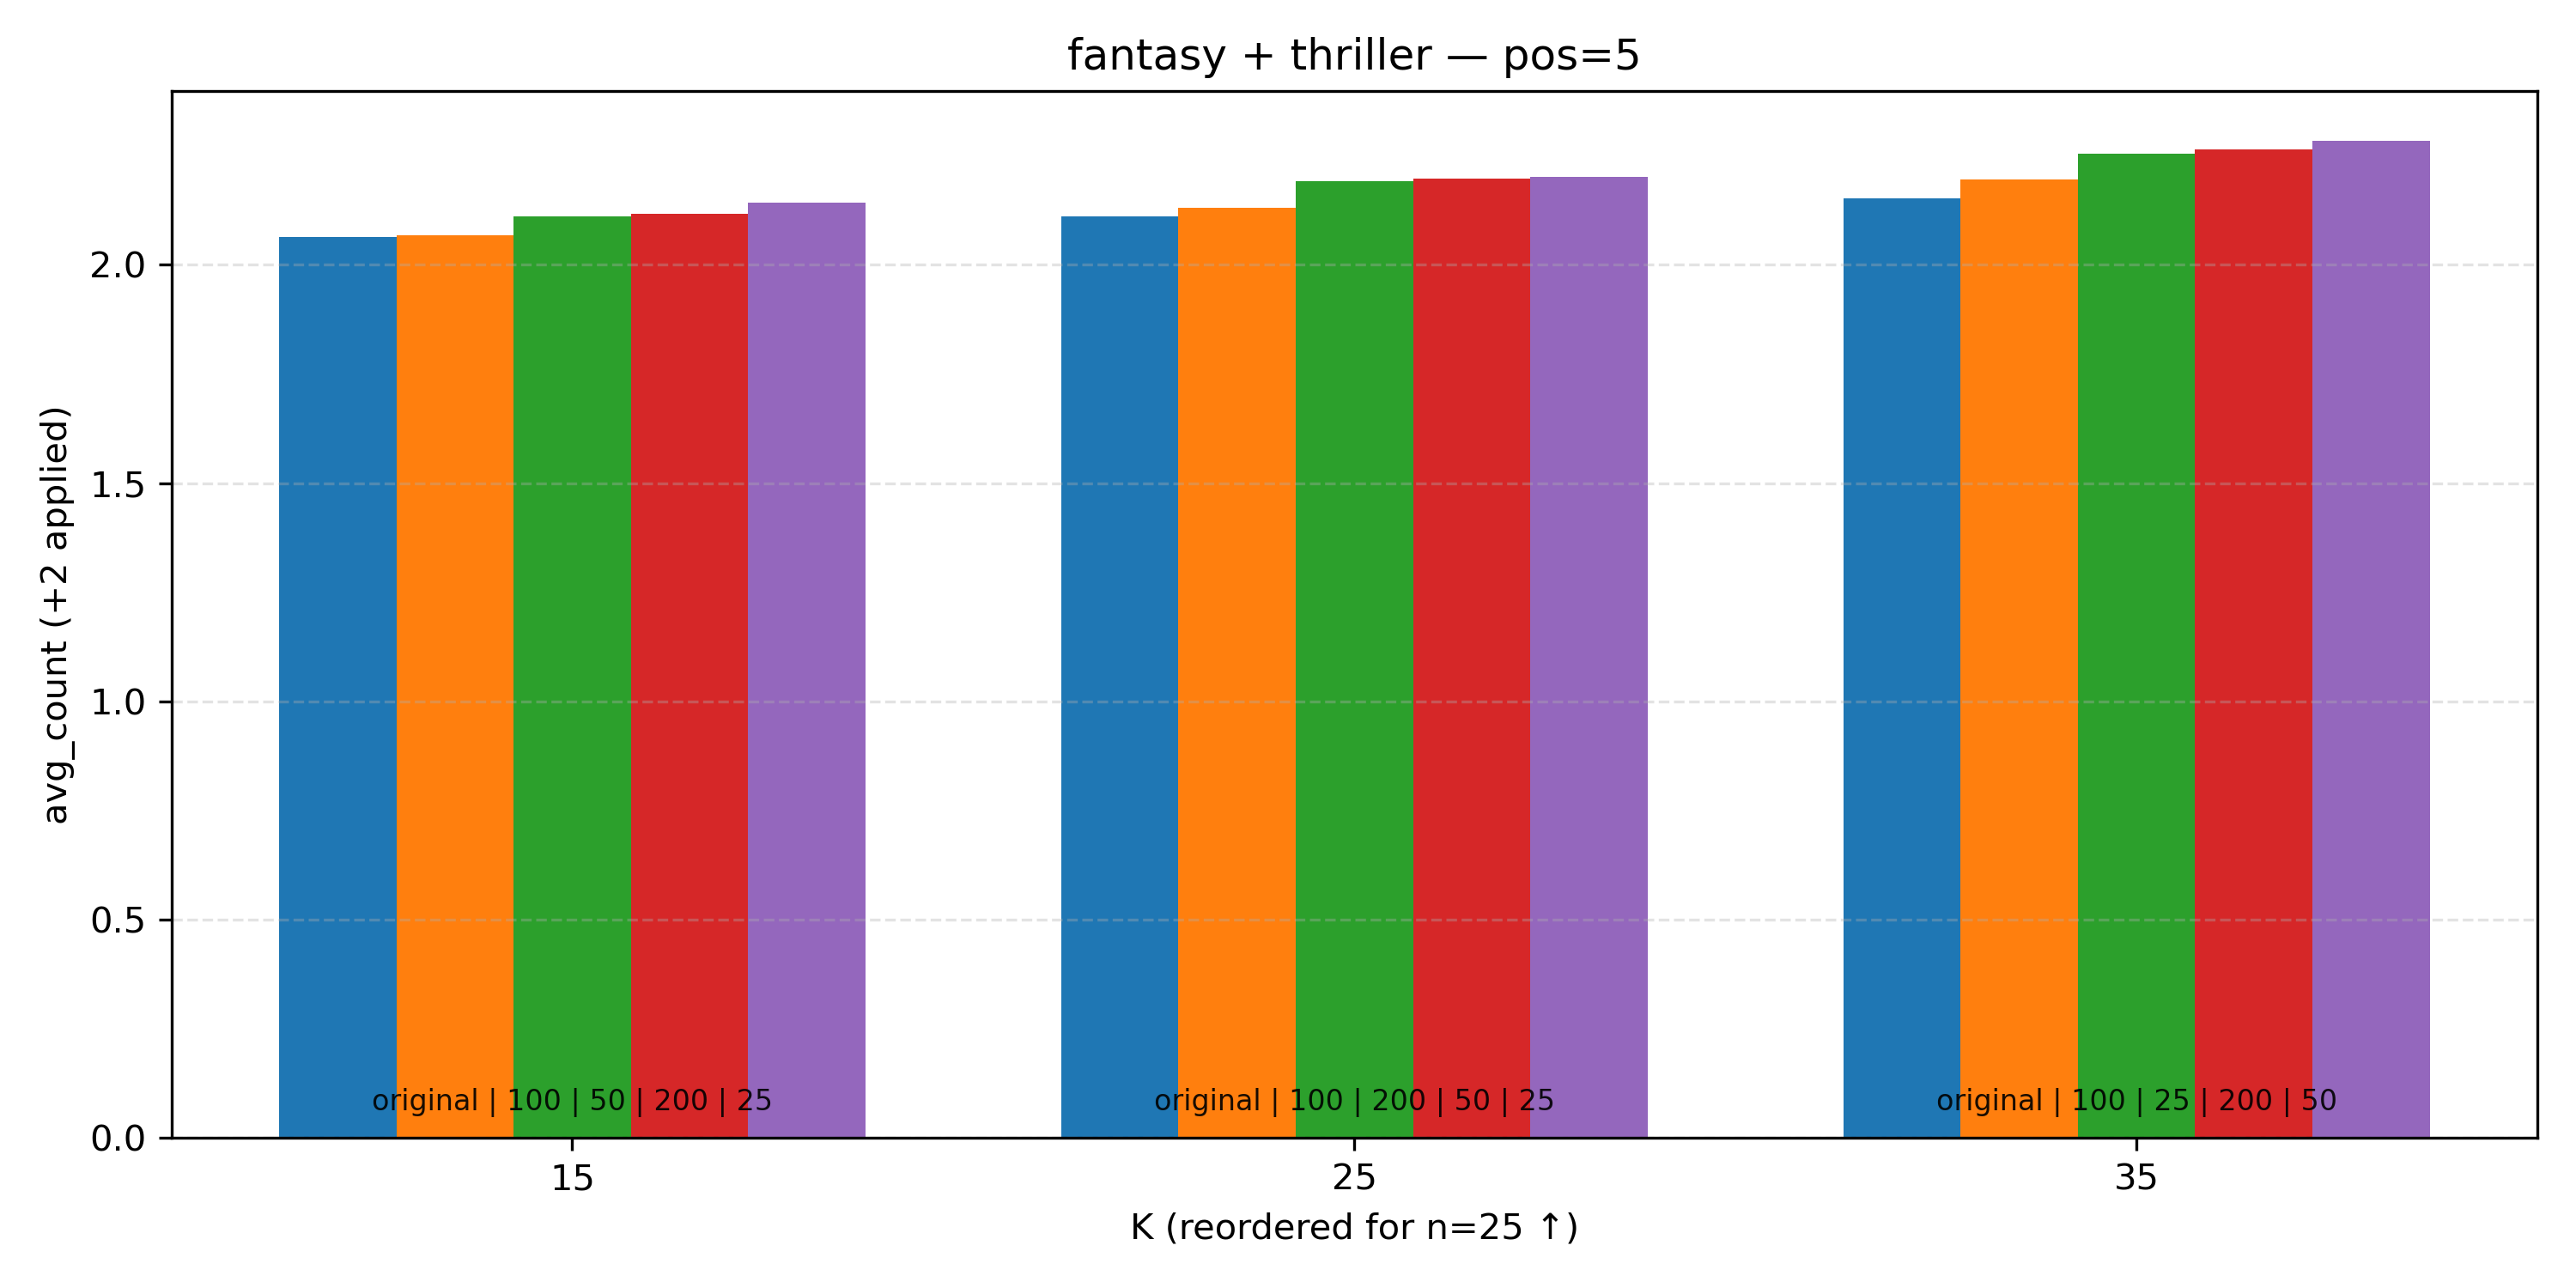 fantasy + thriller — pos=5
avg_count (+2 applied)
2.0
1.5
1.0
0.5
0.0
original | 100 | 50 | 200 | 25
original | 100 | 200 | 50 | 25
original | 100 | 25 | 200 | 50
15
25
35
K (reordered for n=25 ↑)